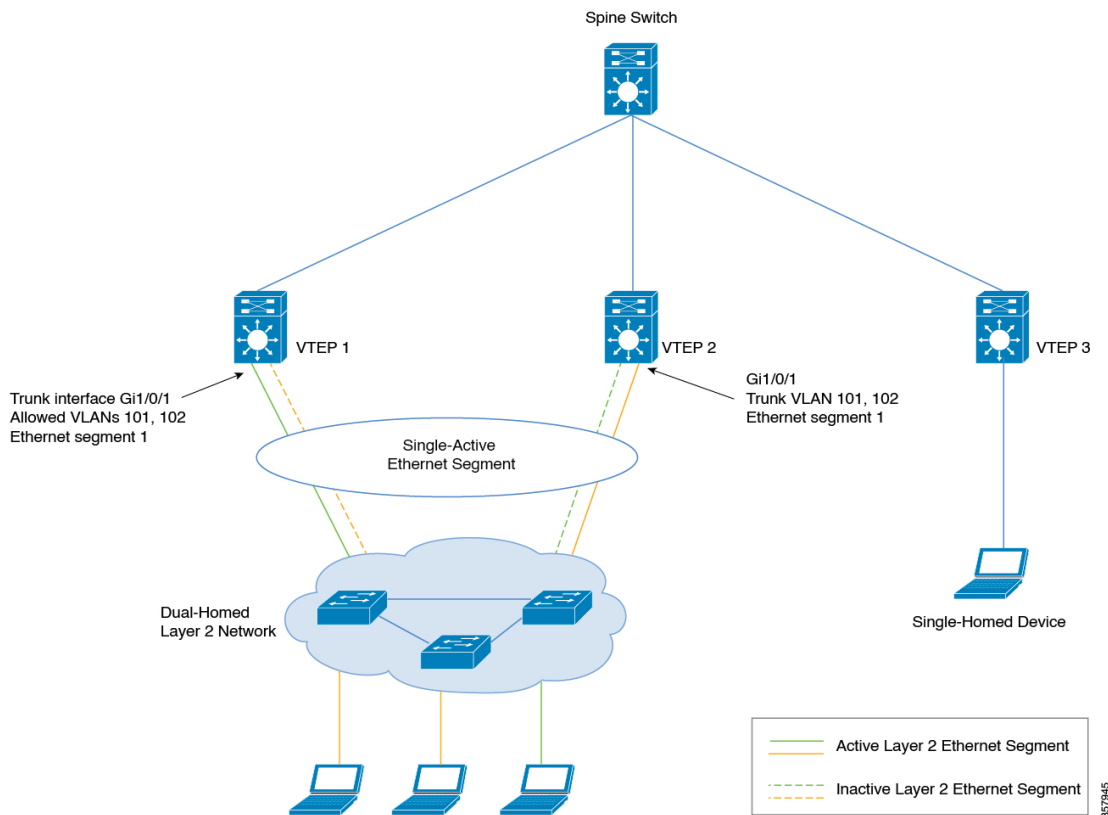 Spine Switch
VTEP 1
VTEP 2
VTEP 3
Trunk interface Gi1/0/1
Allowed VLANs 101, 102
Ethernet segment 1
Gi1/0/1
Trunk VLAN 101, 102
Ethernet segment 1
Single-Active
Ethernet Segment
Dual-Homed
Layer 2 Network
Single-Homed Device
Active Layer 2 Ethernet Segment
Inactive Layer 2 Ethernet Segment
357945